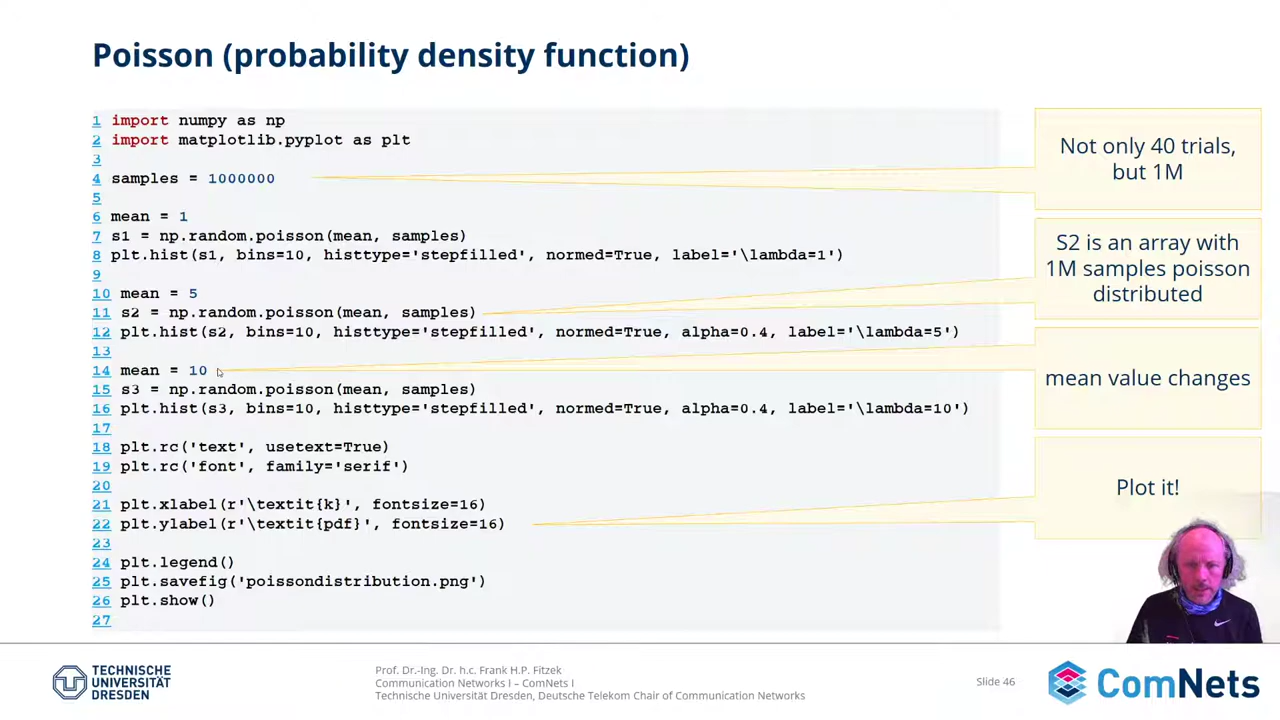 Poisson (probability density function)
1 import numpy as np
2 import matplotlib.pyplot as plt
3
4 samples = 1000000
5
6 mean = 1
7 s1 = np.random.poisson(mean, samples)
8 plt.hist(s1, bins=10, histtype='stepfilled', normed=True, label='\lambda=1')
9
10 mean = 5
11 s2 = np.random.poisson(mean, samples)
12 plt.hist(s2, bins=10, histtype='stepfilled', normed=True, alpha=0.4, label='\lambda=5')
13
14 mean = 10
15 s3 = np.random.poisson(mean, samples)
16 plt.hist(s3, bins=10, histtype='stepfilled', normed=True, alpha=0.4, label='\lambda=10')
17
18 plt.rc('text', usetext=True)
19 plt.rc('font', family='serif')
20
21 plt.xlabel(r'\textit{k}', fontsize=16)
22 plt.ylabel(r'\textit{pdf}', fontsize=16)
23
24 plt.legend()
25 plt.savefig('poissondistribution.png')
26 plt.show()
27
Not only 40 trials,
but 1M
S2 is an array with
1M samples poisson
distributed
mean value changes
Plot it!
TECHNISCHE
UNIVERSITÄT
DRESDEN
Prof. Dr.-Ing. Dr. h.c. Frank H.P. Fitzek
Communication Networks I – ComNets I
Technische Universität Dresden, Deutsche Telekom Chair of Communication Networks
Slide 46
ComNets